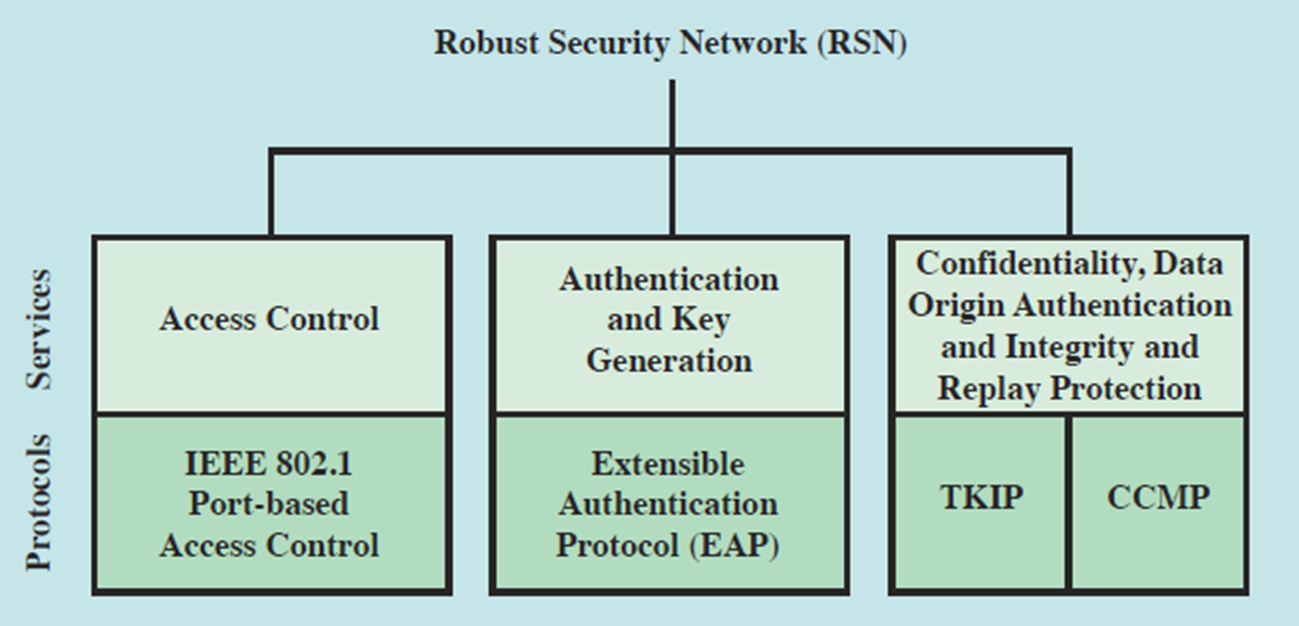 Robust Security Network (RSN)
Services
Access Control
Authentication
and Key
Generation
Confidentiality, Data
Origin Authentication
and Integrity and
Replay Protection
Protocols
IEEE 802.1
Port-based
Access Control
Extensible
Authentication
Protocol (EAP)
TKIP
CCMP